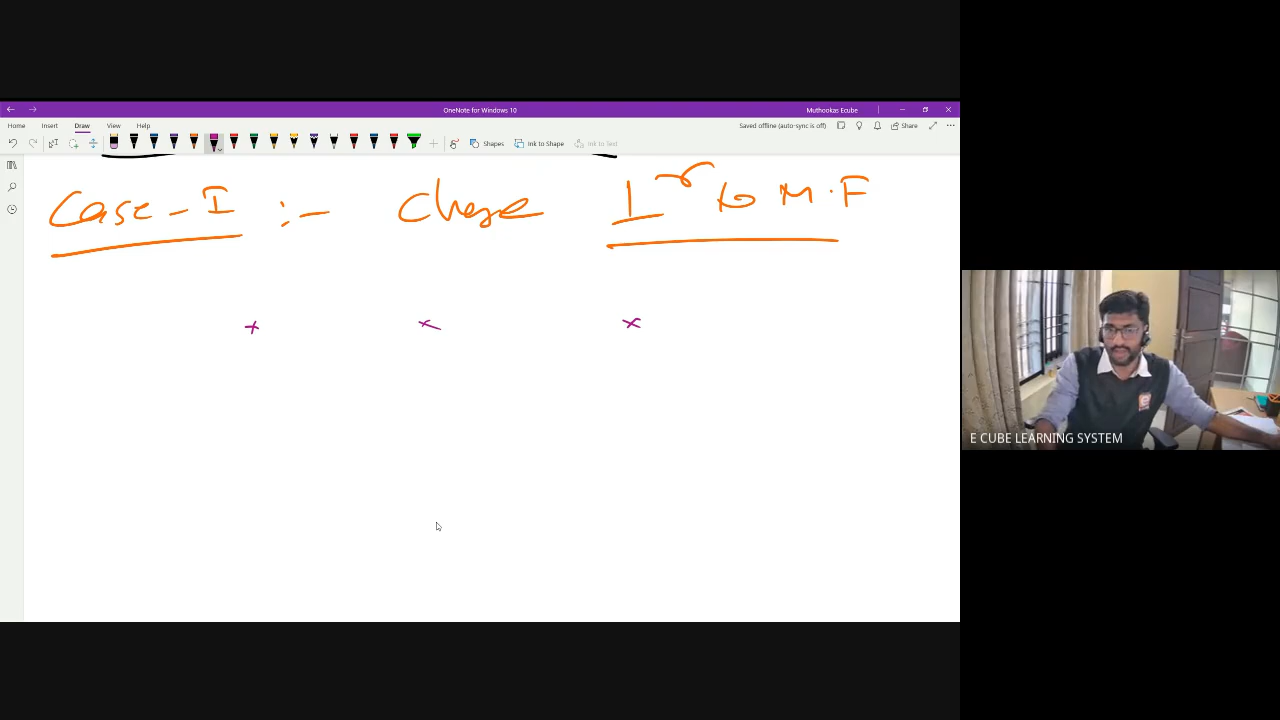 OneNote for Windows 10
Muthookas Ecube
Home Insert Draw View Help
Saved offline (auto-sync is off)
Share
Shapes
Ink to Shape
Ink to Text
Case-I :- Charge ⊥r to M.F
E CUBE LEARNING SYSTEM